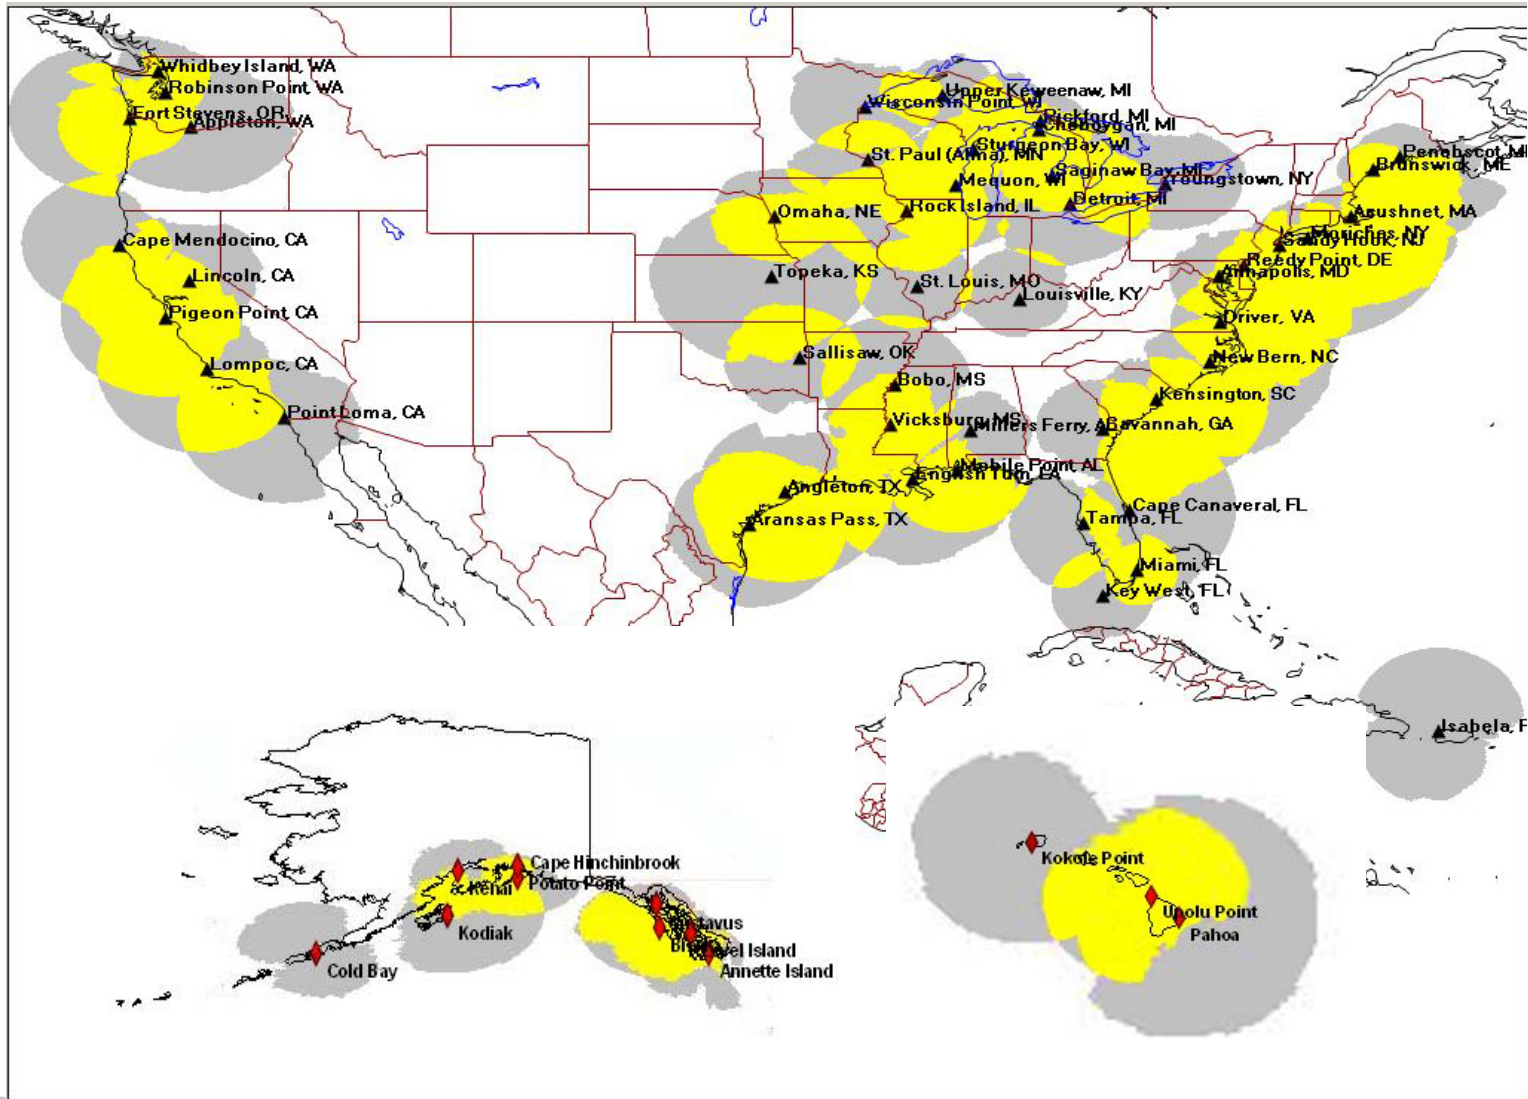 Whidbey Island, WA
Robinson Point, WA
Fort Stevens, OR
Appleton, WA
Upper Keweenaw, MI
Wisconsin Point, WI
Pickford, MI
Cheboygan, MI
Sturgeon Bay, WI
St. Paul (Alma), MN
Penobscot, M
Brunswick, ME
Saginaw Bay, MI
Youngstown, NY
Mequon, WI
Detroit, MI
Rock Island, IL
Omaha, NE
Acushnet, MA
Moriches, NY
Sandy Hook, NJ
Cape Mendocino, CA
Reedy Point, DE
Annapolis, MD
Lincoln, CA
Topeka, KS
St. Louis, MO
Louisville, KY
Pigeon Point, CA
Driver, VA
Sallisaw, OK
New Bern, NC
Lompoc, CA
Bobo, MS
Kensington, SC
Point Loma, CA
Vicksburg, MS
Millers Ferry, A
Savannah, GA
Mobile Point, AL
English Turn, LA
Angleton, TX
Aransas Pass, TX
Cape Canaveral, FL
Tampa, FL
Miami, FL
Key West, FL
Isabela, P
Cape Hinchinbrook
Potato Point
Kenai
Kodiak
Cold Bay
Annette Island
Kokole Point
Upolu Point
Pahoa